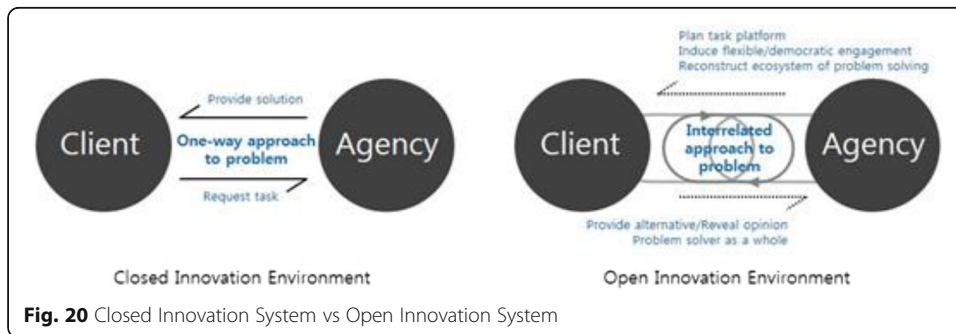 Provide solution
Client
One-way approach
to problem
Agency
Request task
Closed Innovation Environment
Plan task platform
Induce flexible/democratic engagement
Reconstruct ecosystem of problem solving
Client
Interrelated
approach to
problem
Agency
Provide alternative/Reveal opinion
Problem solver as a whole
Open Innovation Environment
Fig. 20 Closed Innovation System vs Open Innovation System